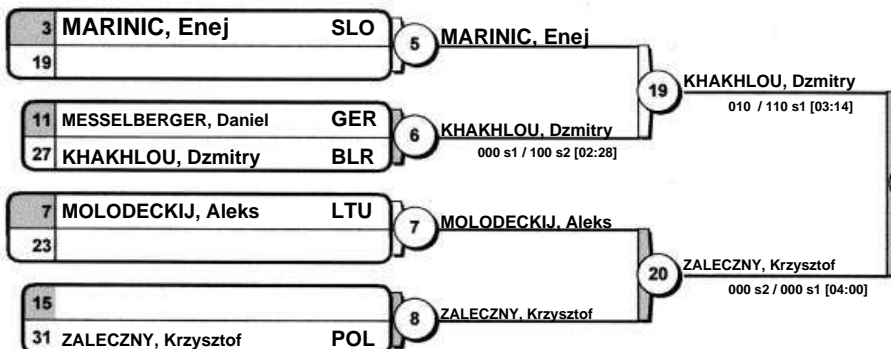 3 MARINIC, Enej SLO
19
5 MARINIC, Enej
11 MESSELBERGER, Daniel GER
27 KHAKHLOU, Dzmitry BLR
6 KHAKHLOU, Dzmitry
000 s1 / 100 s2 [02:28]
19 KHAKHLOU, Dzmitry
010 / 110 s1 [03:14]
7 MOLODECKIJ, Aleks LTU
23
7 MOLODECKIJ, Aleks
15
31 ZALECZNY, Krzysztof POL
8 ZALECZNY, Krzysztof
20 ZALECZNY, Krzysztof
000 s2 / 000 s1 [04:00]